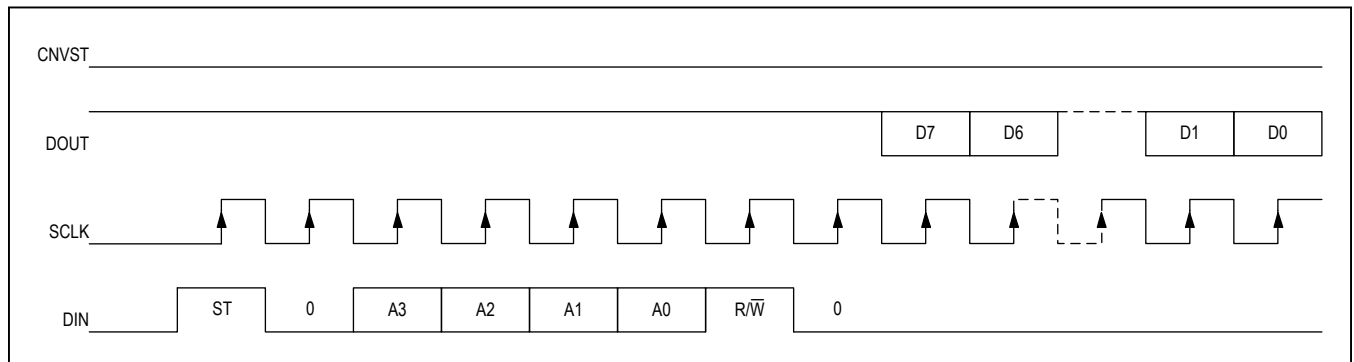 CNVST
DOUT D7 D6 D1 D0
SCLK
DIN ST 0 A3 A2 A1 A0 R/W̅ 0